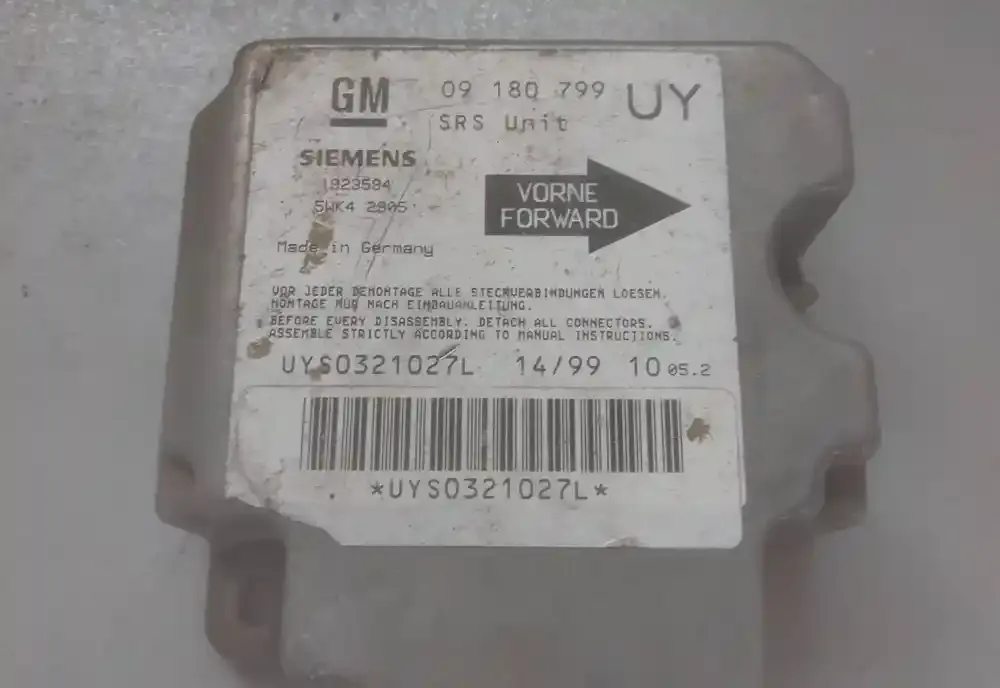 GM 09 180 799 UY
SRS Unit
SIEMENS
1923594
5WK4 2905
VORNE
FORWARD
Made in Germany
VOR JEDER DEMONTAGE ALLE STECKVERBINDUNGEN LOESEN.
MONTAGE NUR NACH EINBAUANLEITUNG.
BEFORE EVERY DISASSEMBLY. DETACH ALL CONNECTORS.
ASSEMBLE STRICTLY ACCORDING TO MANUAL INSTRUCTIONS.
UYS0321027L 14/99 10 05.2
*UYS0321027L*